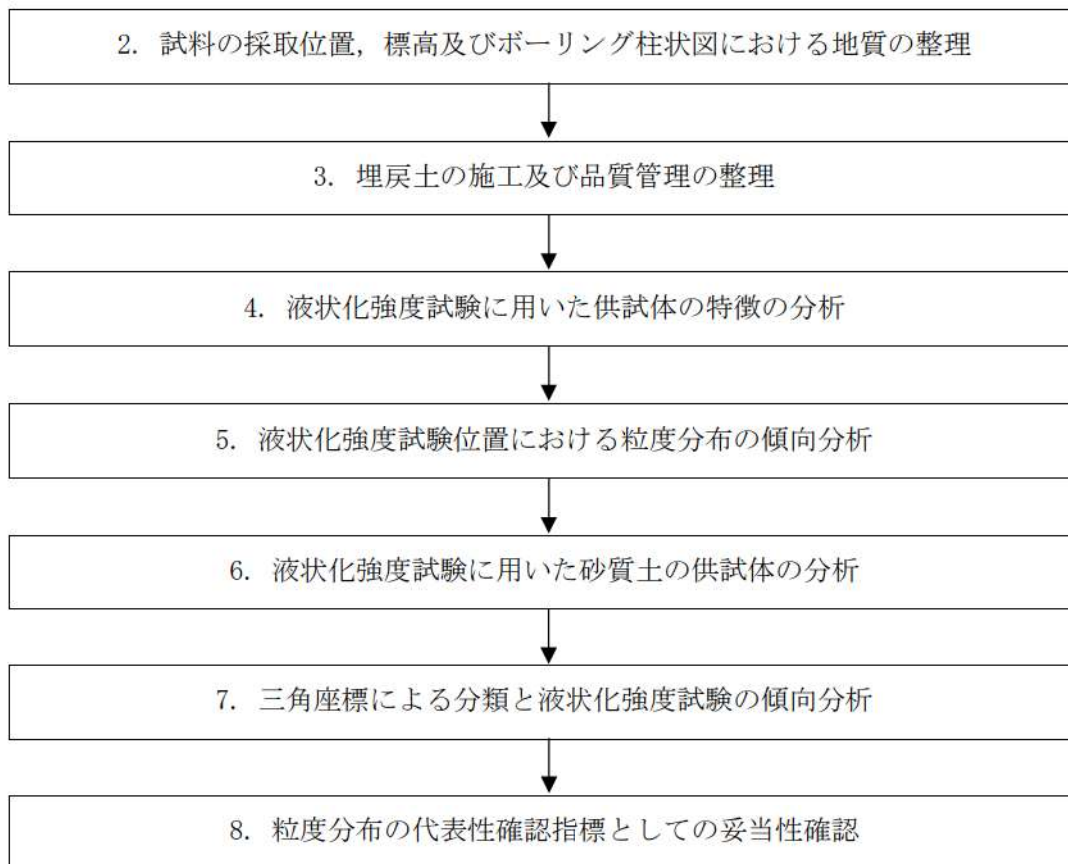 2. 試料の採取位置，標高及びボーリング柱状図における地質の整理
3. 埋戻土の施工及び品質管理の整理
4. 液状化強度試験に用いた供試体の特徴の分析
5. 液状化強度試験位置における粒度分布の傾向分析
6. 液状化強度試験に用いた砂質土の供試体の分析
7. 三角座標による分類と液状化強度試験の傾向分析
8. 粒度分布の代表性確認指標としての妥当性確認